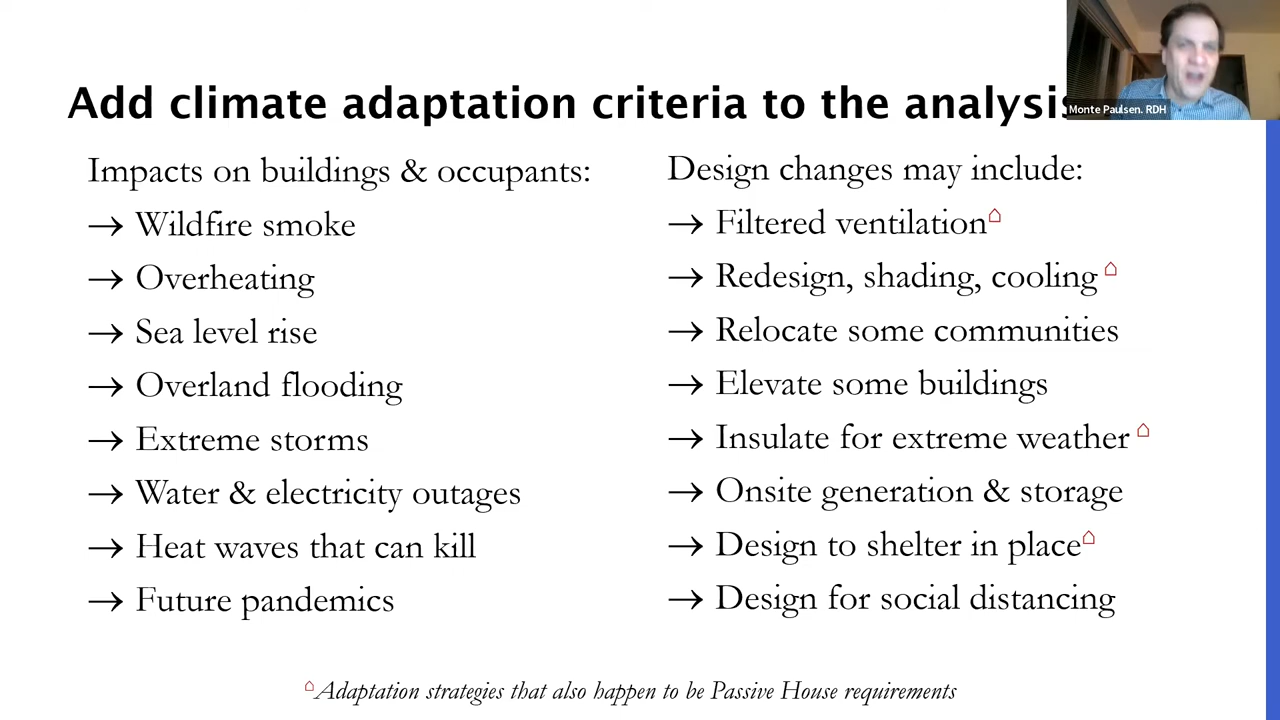 Add climate adaptation criteria to the analysis
Monte Paulsen. RDH
Impacts on buildings & occupants:
→ Wildfire smoke
→ Overheating
→ Sea level rise
→ Overland flooding
→ Extreme storms
→ Water & electricity outages
→ Heat waves that can kill
→ Future pandemics
Design changes may include:
→ Filtered ventilation⌂
→ Redesign, shading, cooling ⌂
→ Relocate some communities
→ Elevate some buildings
→ Insulate for extreme weather ⌂
→ Onsite generation & storage
→ Design to shelter in place⌂
→ Design for social distancing
⌂Adaptation strategies that also happen to be Passive House requirements